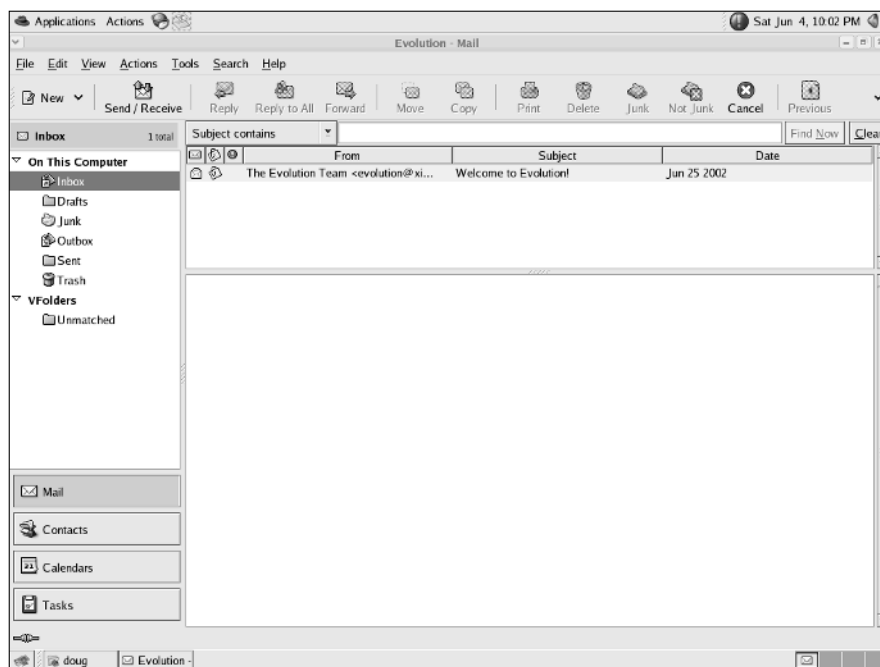 Applications Actions Sat Jun 4, 10:02 PM
Evolution - Mail
File Edit View Actions Tools Search Help
New Send / Receive Reply Reply to All Forward Move Copy Print Delete Junk Not Junk Cancel Previous
Inbox 1 total Subject contains Find Now Clea
On This Computer From Subject Date
Inbox The Evolution Team <evolution@xi... Welcome to Evolution! Jun 25 2002
Drafts
Junk
Outbox
Sent
Trash
VFolders
Unmatched
Mail
Contacts
Calendars
Tasks
doug Evolution -